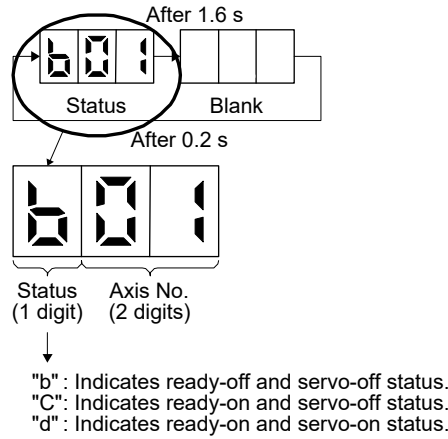 After 1.6 s
b01
Status Blank
After 0.2 s
b01
Status Axis No.
(1 digit) (2 digits)
"b" : Indicates ready-off and servo-off status.
"C": Indicates ready-on and servo-off status.
"d" : Indicates ready-on and servo-on status.